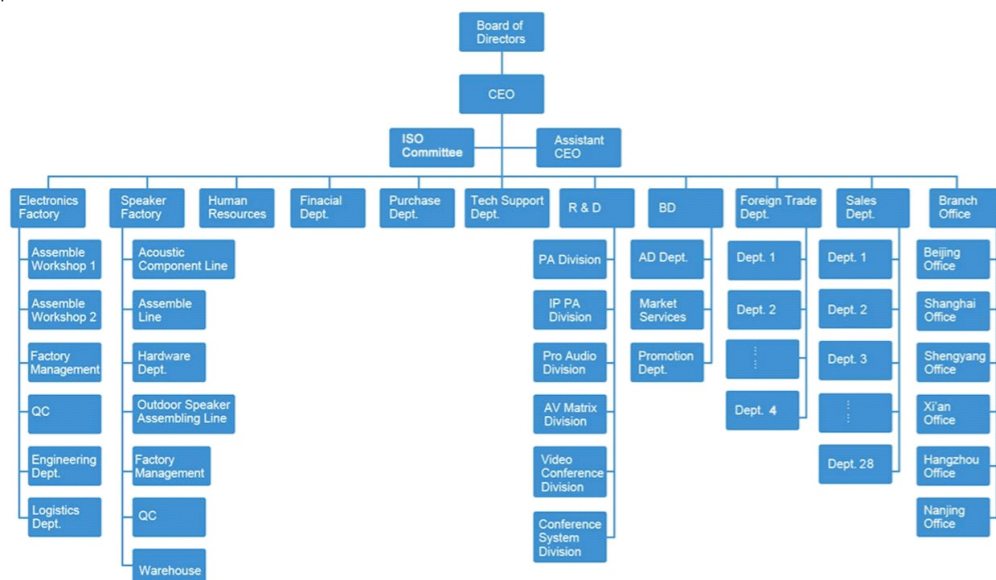 Board of
Directors
CEO
ISO
Committee
Assistant
CEO
Electronics
Factory
Speaker
Factory
Human
Resources
Finacial
Dept.
Purchase
Dept.
Tech Support
Dept.
R & D
BD
Foreign Trade
Dept.
Sales
Dept.
Branch
Office
Assemble
Workshop 1
Assemble
Workshop 2
Factory
Management
QC
Engineering
Dept.
Logistics
Dept.
Acoustic
Component Line
Assemble
Line
Hardware
Dept.
Outdoor Speaker
Assembling Line
Factory
Management
QC
Warehouse
PA Division
IP PA
Division
Pro Audio
Division
AV Matrix
Division
Video
Conference
Division
Conference
System
Division
AD Dept.
Market
Services
Promotion
Dept.
Dept. 1
Dept. 2
⋮
Dept. 4
Dept. 1
Dept. 2
Dept. 3
⋮
Dept. 28
Beijing
Office
Shanghai
Office
Shengyang
Office
Xi'an
Office
Hangzhou
Office
Nanjing
Office